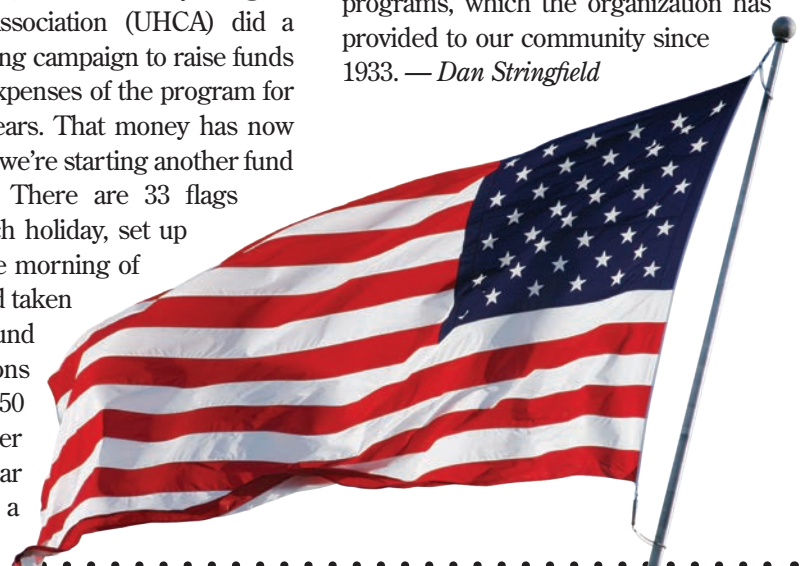 ssociation (UHCA) did a
ng campaign to raise funds
xpenses of the program for
ears. That money has now
we're starting another fund
There are 33 flags
ch holiday, set up
e morning of
d taken
und
ons
50
er
ar
a
programs, which the organization has
provided to our community since
1933. — Dan Stringfield